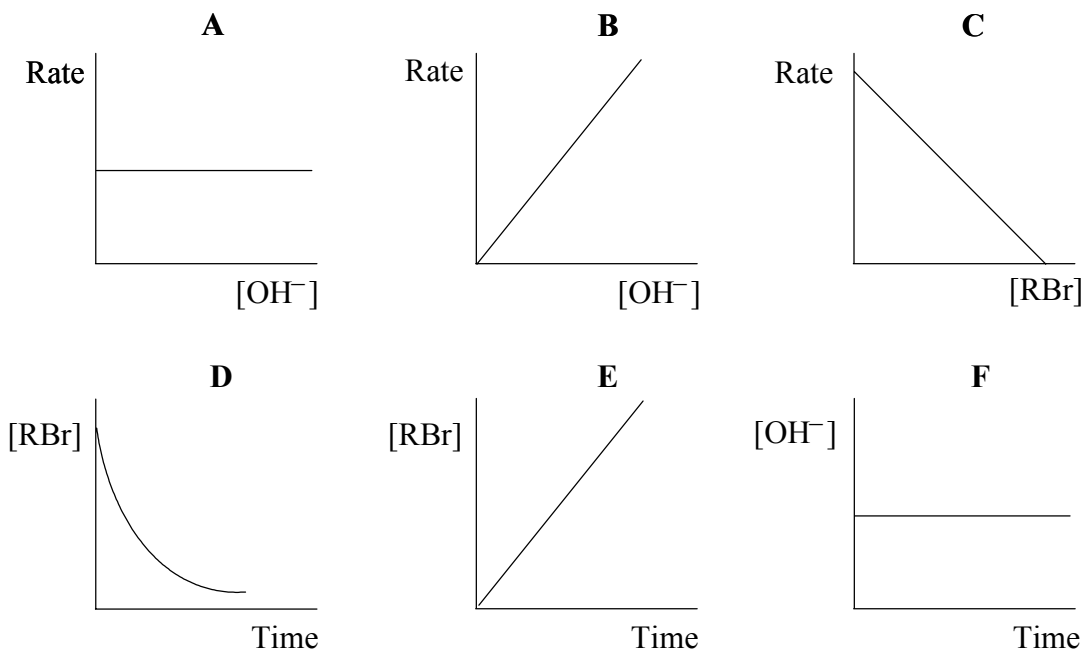 A
B
C
Rate
Rate
Rate
[OH⁻]
[OH⁻]
[RBr]
D
E
F
[RBr]
[RBr]
[OH⁻]
Time
Time
Time